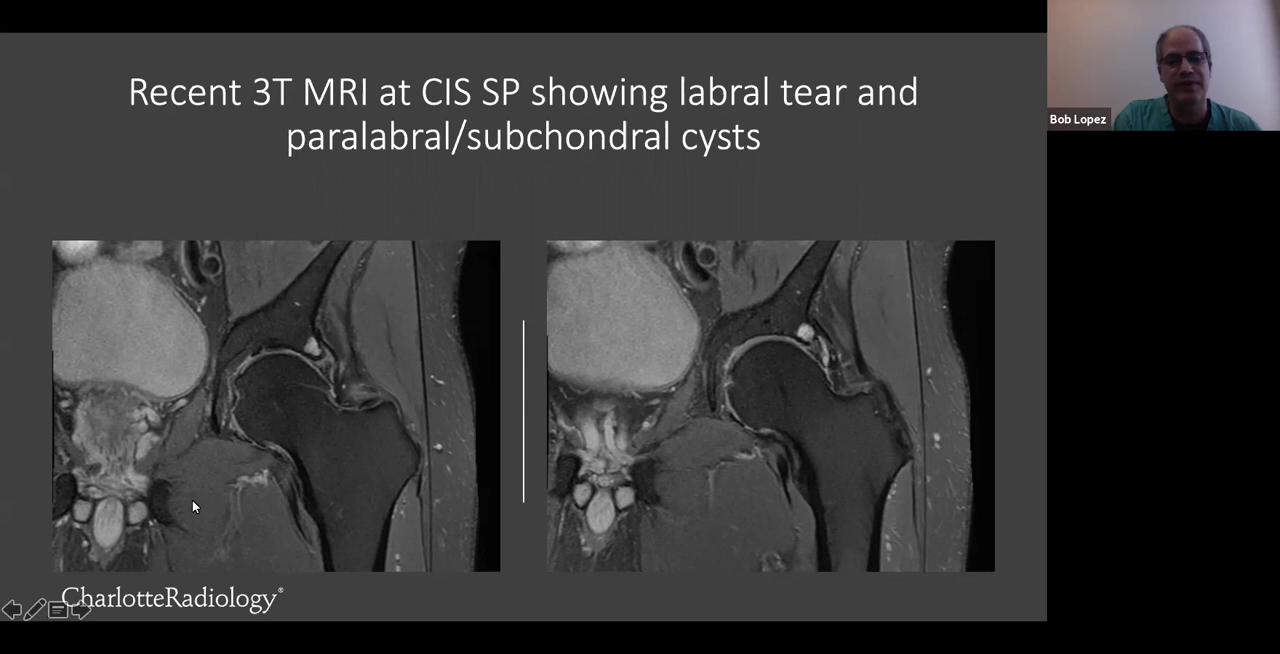 Recent 3T MRI at CIS SP showing labral tear and
paralabral/subchondral cysts
Bob Lopez
CharlotteRadiology®